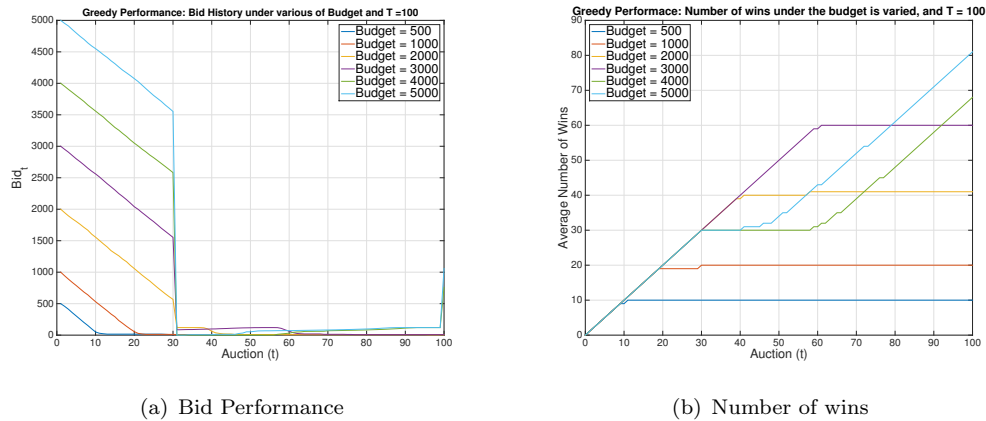 Greedy Performance: Bid History under various of Budget and T =100
Budget = 500
Budget = 1000
Budget = 2000
Budget = 3000
Budget = 4000
Budget = 5000
5000
4500
4000
3500
3000
2500
2000
1500
1000
500
0
Bid_t
0 10 20 30 40 50 60 70 80 90 100
Auction (t)
(a) Bid Performance
Greedy Performace: Number of wins under the budget is varied, and T = 100
Budget = 500
Budget = 1000
Budget = 2000
Budget = 3000
Budget = 4000
Budget = 5000
90
80
70
60
50
40
30
20
10
0
Average Number of Wins
0 10 20 30 40 50 60 70 80 90 100
Auction (t)
(b) Number of wins